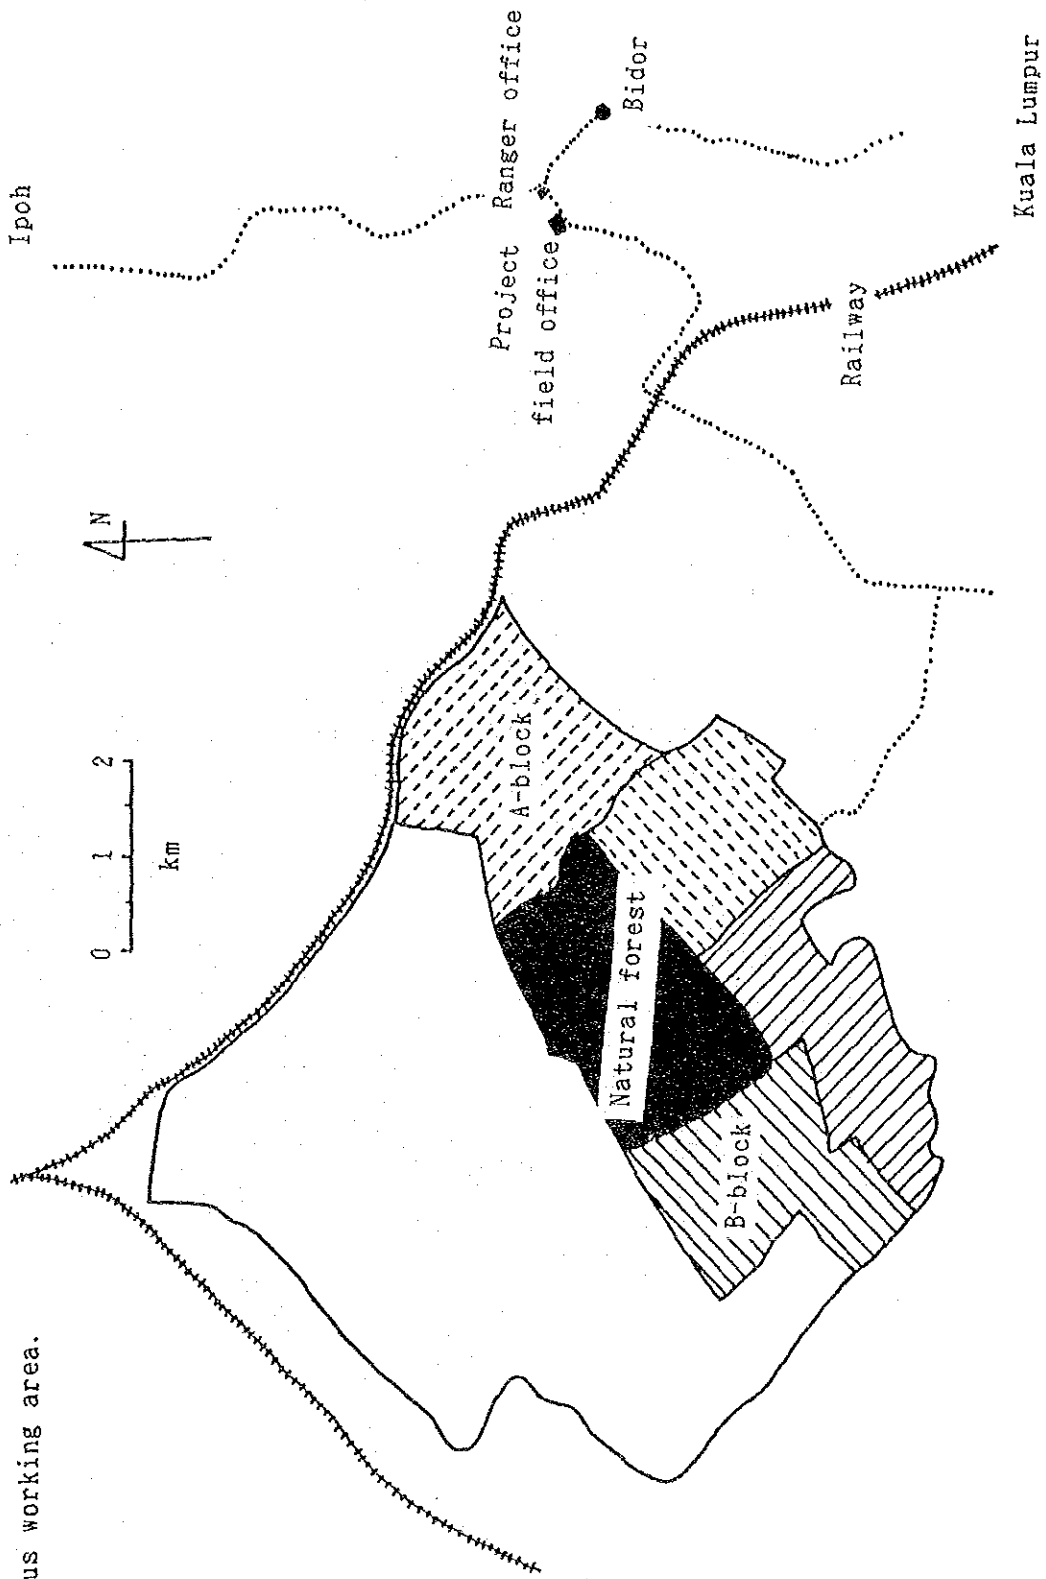 us working area.
Ipoh
N
0 1 2
km
Ranger office
Project
field office
A-block
Bidor
Natural forest
B-block
Railway
Kuala Lumpur